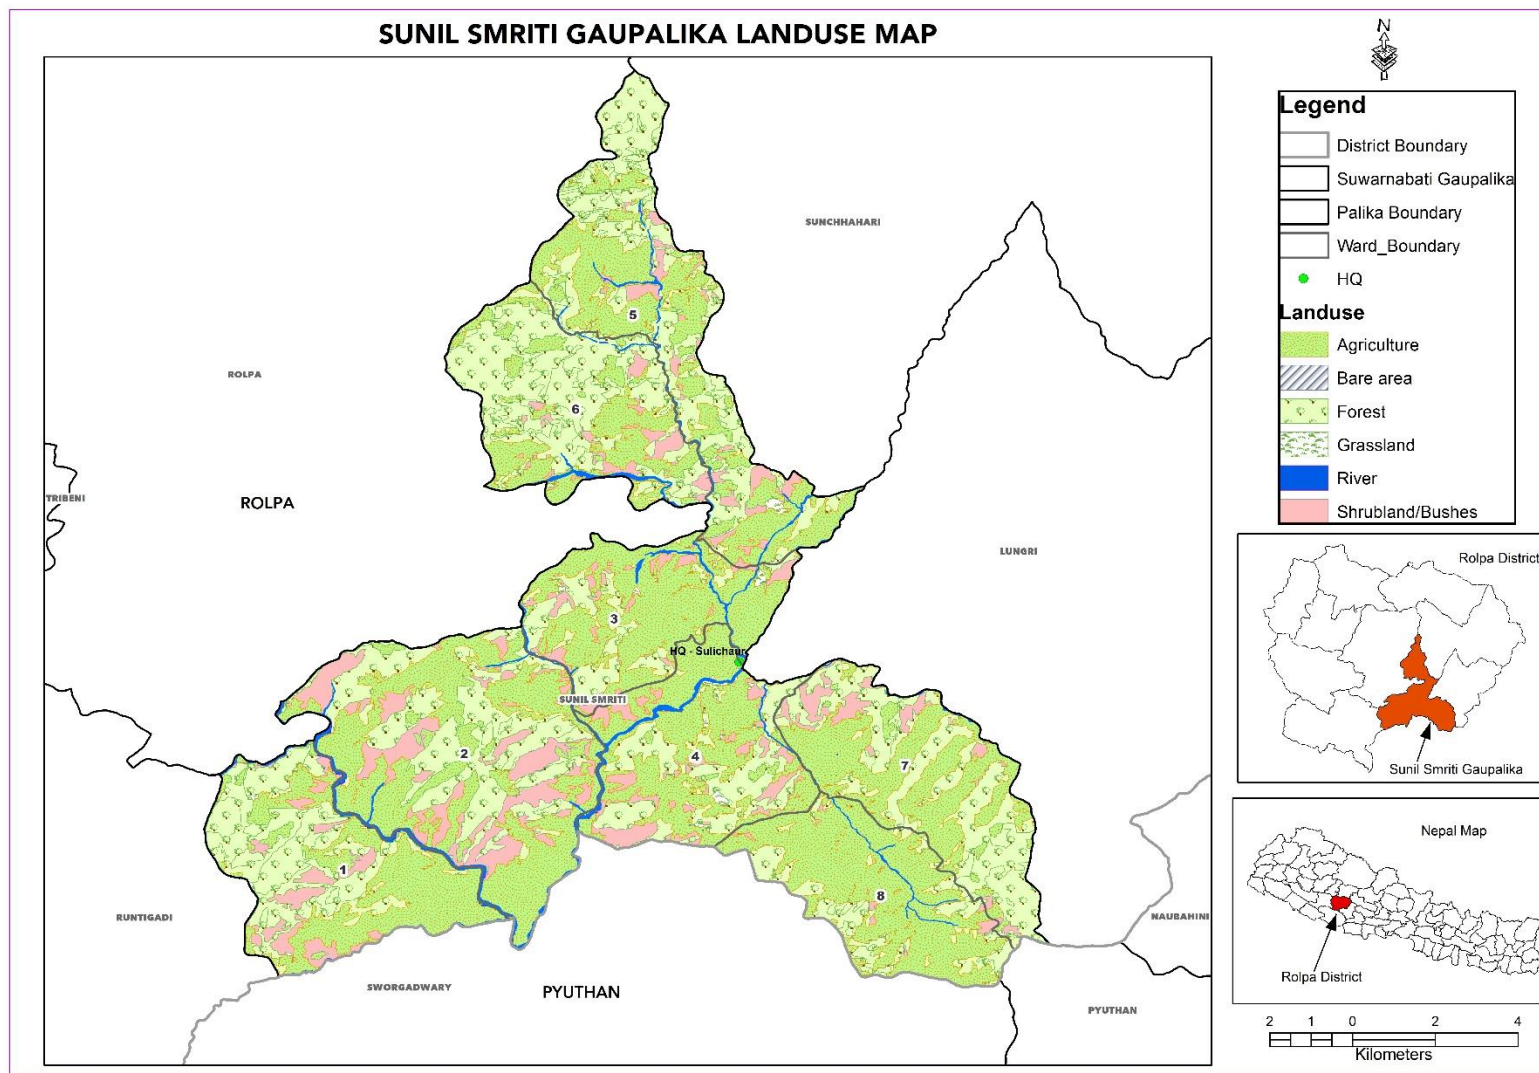 SUNIL SMRITI GAUPALIKA LANDUSE MAP
N
Legend
District Boundary
Suwarnabati Gaupalika
Palika Boundary
Ward_Boundary
HQ
Landuse
Agriculture
Bare area
Forest
Grassland
River
Shrubland/Bushes
SUNCHHAHARI
5
ROLPA
6
TRIBENI
ROLPA
LUNGRI
3
HQ - Sulichaur
SUNIL SMRITI
2
4
7
1
8
RUNTIGADI
NAUBAHINI
SWORGADWARY
PYUTHAN
PYUTHAN
Rolpa District
Sunil Smriti Gaupalika
Nepal Map
Rolpa District
2 1 0 2 4
Kilometers